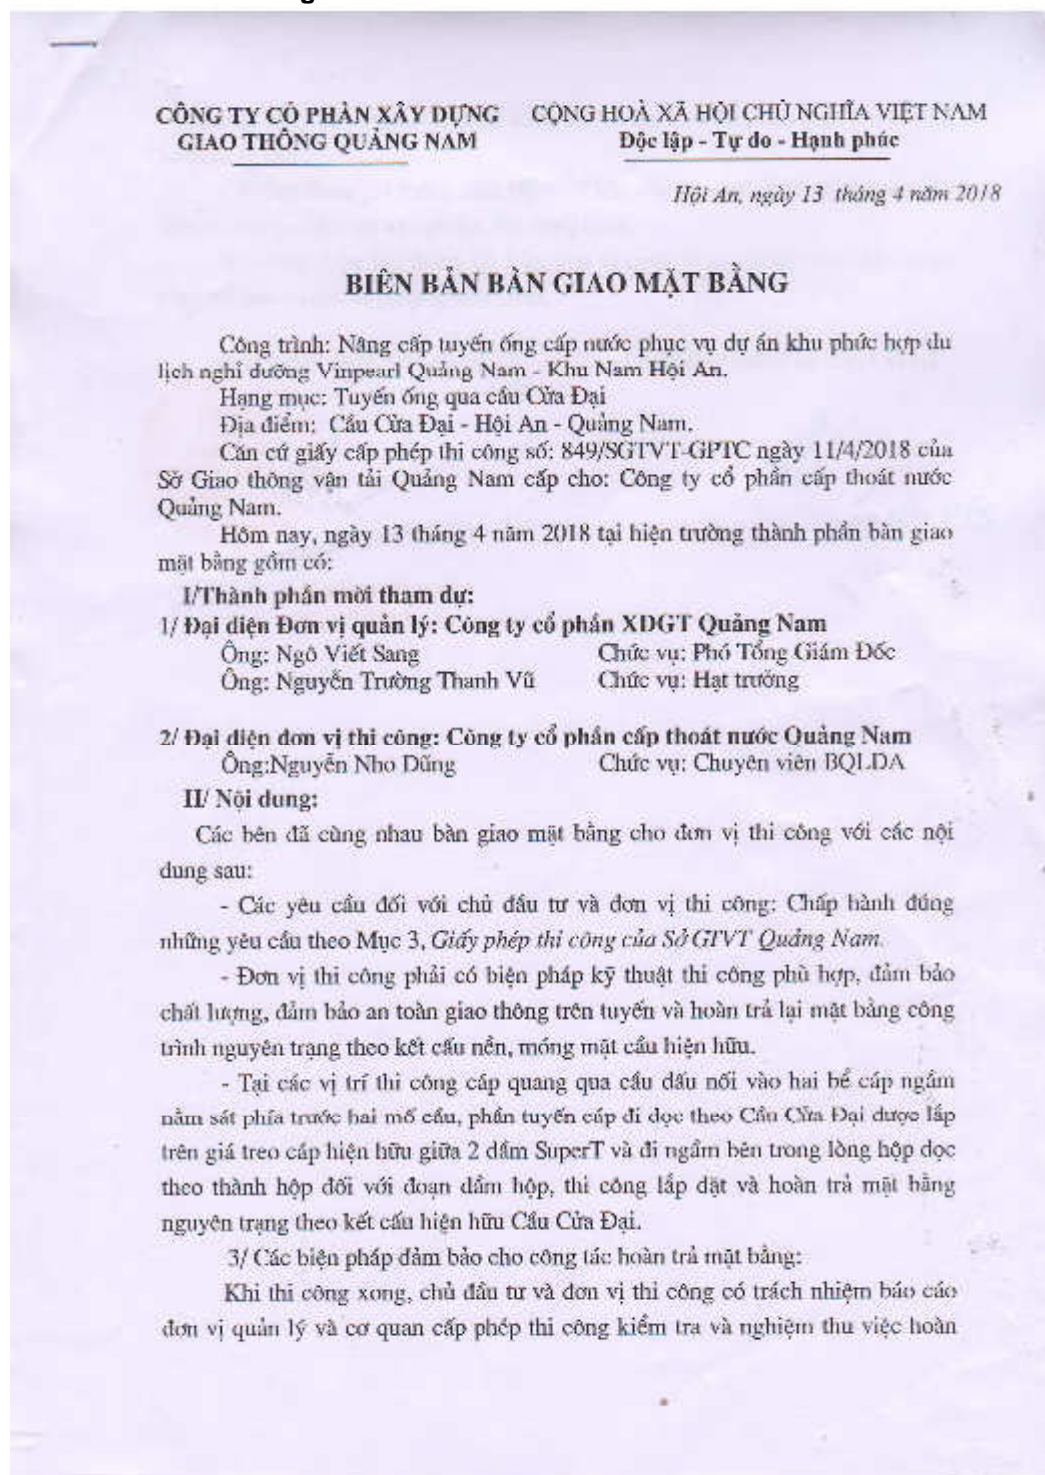 CÔNG TY CỔ PHẦN XÂY DỰNG
GIAO THÔNG QUẢNG NAM
CỘNG HOÀ XÃ HỘI CHỦ NGHĨA VIỆT NAM
Độc lập - Tự do - Hạnh phúc
Hội An, ngày 13 tháng 4 năm 2018
BIÊN BẢN BÀN GIAO MẶT BẰNG
Công trình: Nâng cấp tuyến ống cấp nước phục vụ dự án khu phức hợp du
lịch nghỉ dưỡng Vinpearl Quảng Nam - Khu Nam Hội An.
Hạng mục: Tuyến ống qua cầu Cửa Đại
Địa điểm: Cầu Cửa Đại - Hội An - Quảng Nam.
Căn cứ giấy cấp phép thi công số: 849/SGTVT-GPTC ngày 11/4/2018 của
Sở Giao thông vận tải Quảng Nam cấp cho: Công ty cổ phần cấp thoát nước
Quảng Nam.
Hôm nay, ngày 13 tháng 4 năm 2018 tại hiện trường thành phần bàn giao
mặt bằng gồm có:
I/Thành phần mời tham dự:
1/ Đại diện Đơn vị quản lý: Công ty cổ phần XDGT Quảng Nam
Ông: Ngô Viết Sang Chức vụ: Phó Tổng Giám Đốc
Ông: Nguyễn Trường Thanh Vũ Chức vụ: Hạt trưởng
2/ Đại diện đơn vị thi công: Công ty cổ phần cấp thoát nước Quảng Nam
Ông:Nguyễn Nho Dũng Chức vụ: Chuyên viên BQLDA
II/ Nội dung:
Các bên đã cùng nhau bàn giao mặt bằng cho đơn vị thi công với các nội
dung sau:
- Các yêu cầu đối với chủ đầu tư và đơn vị thi công: Chấp hành đúng
những yêu cầu theo Mục 3, Giấy phép thi công của Sở GTVT Quảng Nam.
- Đơn vị thi công phải có biện pháp kỹ thuật thi công phù hợp, đảm bảo
chất lượng, đảm bảo an toàn giao thông trên tuyến và hoàn trả lại mặt bằng công
trình nguyên trạng theo kết cấu nền, móng mặt cầu hiện hữu.
- Tại các vị trí thi công cáp quang qua cầu đấu nối vào hai bể cáp ngầm
nằm sát phía trước hai mố cầu, phần tuyến cáp đi dọc theo Cầu Cửa Đại được lắp
trên giá treo cáp hiện hữu giữa 2 dầm SuperT và đi ngầm bên trong lòng hộp dọc
theo thành hộp đối với đoạn dầm hộp, thi công lắp đặt và hoàn trả mặt bằng
nguyên trạng theo kết cấu hiện hữu Cầu Cửa Đại.
3/ Các biện pháp đảm bảo cho công tác hoàn trả mặt bằng:
Khi thi công xong, chủ đầu tư và đơn vị thi công có trách nhiệm báo cáo
đơn vị quản lý và cơ quan cấp phép thi công kiểm tra và nghiệm thu việc hoàn